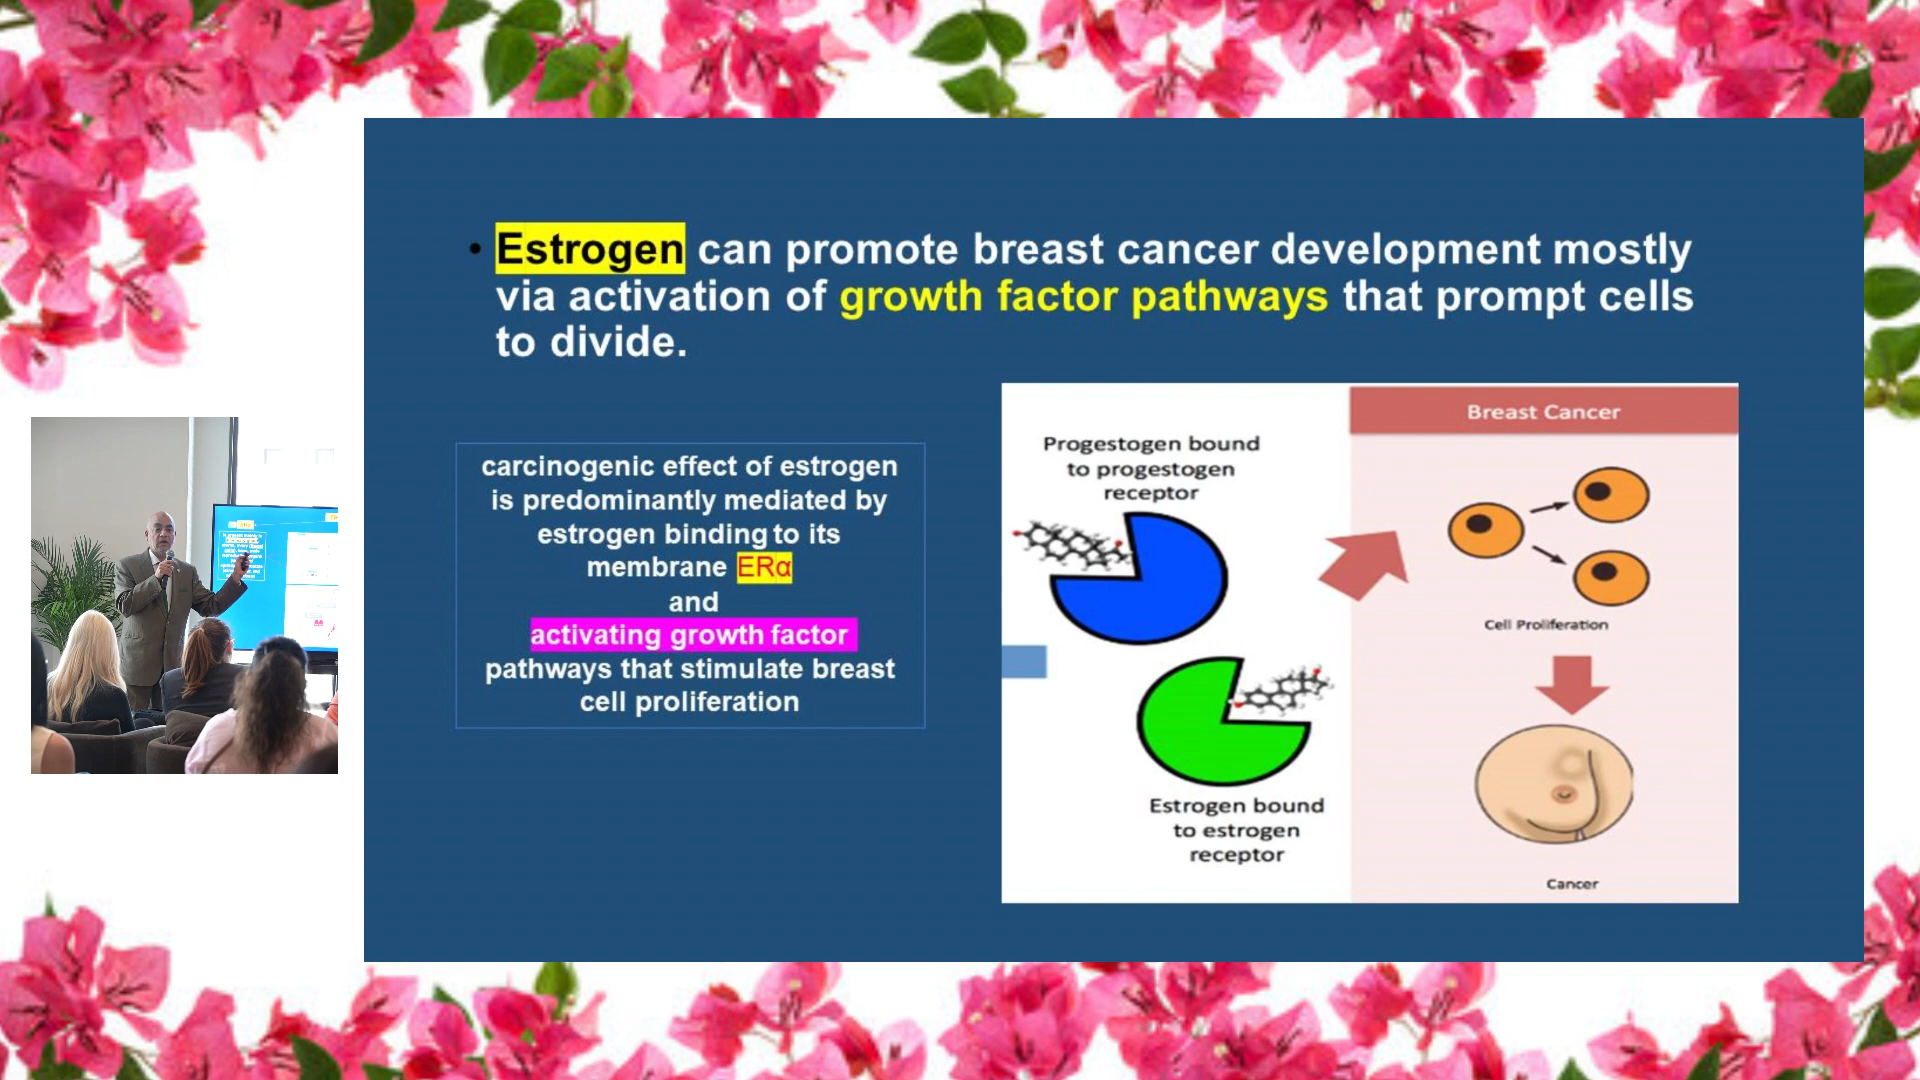 • Estrogen can promote breast cancer development mostly
via activation of growth factor pathways that prompt cells
to divide.
carcinogenic effect of estrogen
is predominantly mediated by
estrogen binding to its
membrane ERα
and
activating growth factor
pathways that stimulate breast
cell proliferation
Progestogen bound
to progestogen
receptor
Estrogen bound
to estrogen
receptor
Breast Cancer
Cell Proliferation
Cancer